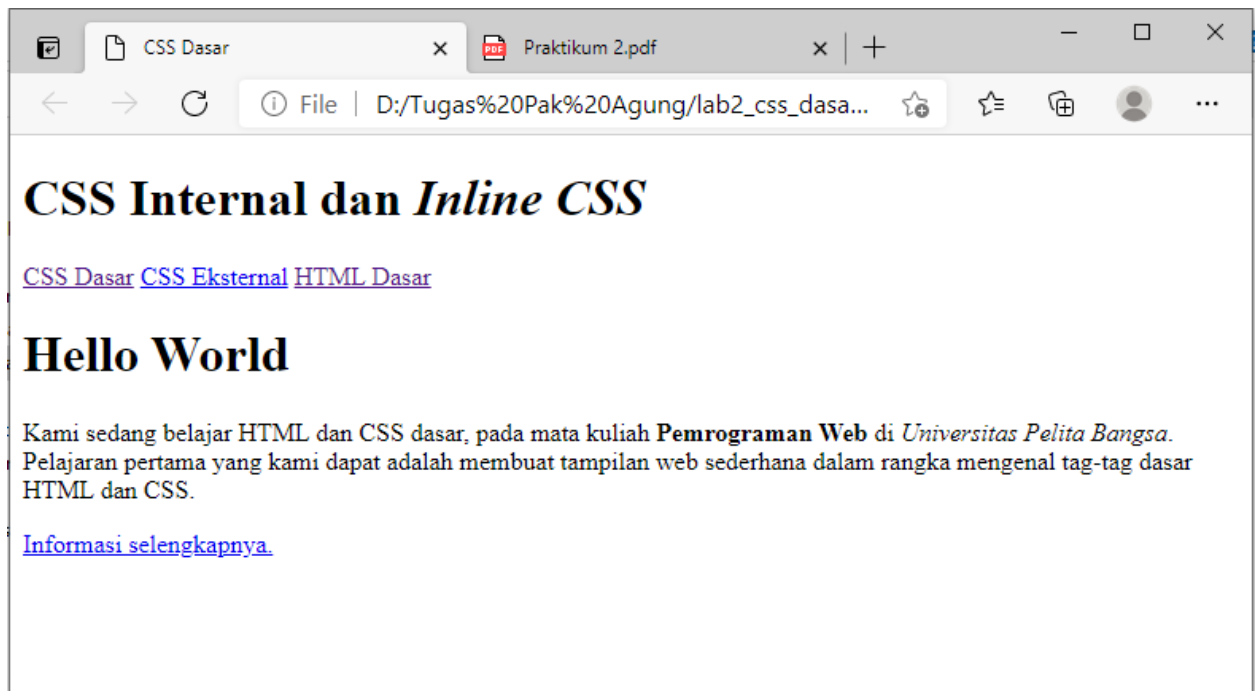 CSS Dasar
Praktikum 2.pdf
File
D:/Tugas%20Pak%20Agung/lab2_css_dasa...
CSS Internal dan Inline CSS
CSS Dasar CSS Eksternal HTML Dasar
Hello World
Kami sedang belajar HTML dan CSS dasar, pada mata kuliah Pemrograman Web di Universitas Pelita Bangsa.
Pelajaran pertama yang kami dapat adalah membuat tampilan web sederhana dalam rangka mengenal tag-tag dasar
HTML dan CSS.
Informasi selengkapnya.